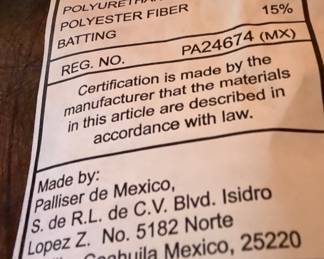 POLYESTER FIBER 15%
BATTING
REG. NO. PA24674 (MX)
Certification is made by the
manufacturer that the materials
in this article are described in
accordance with law.
Made by:
Palliser de Mexico,
S. de R.L. de C.V. Blvd. Isidro
Lopez Z. No. 5182 Norte
Coahuila Mexico, 25220